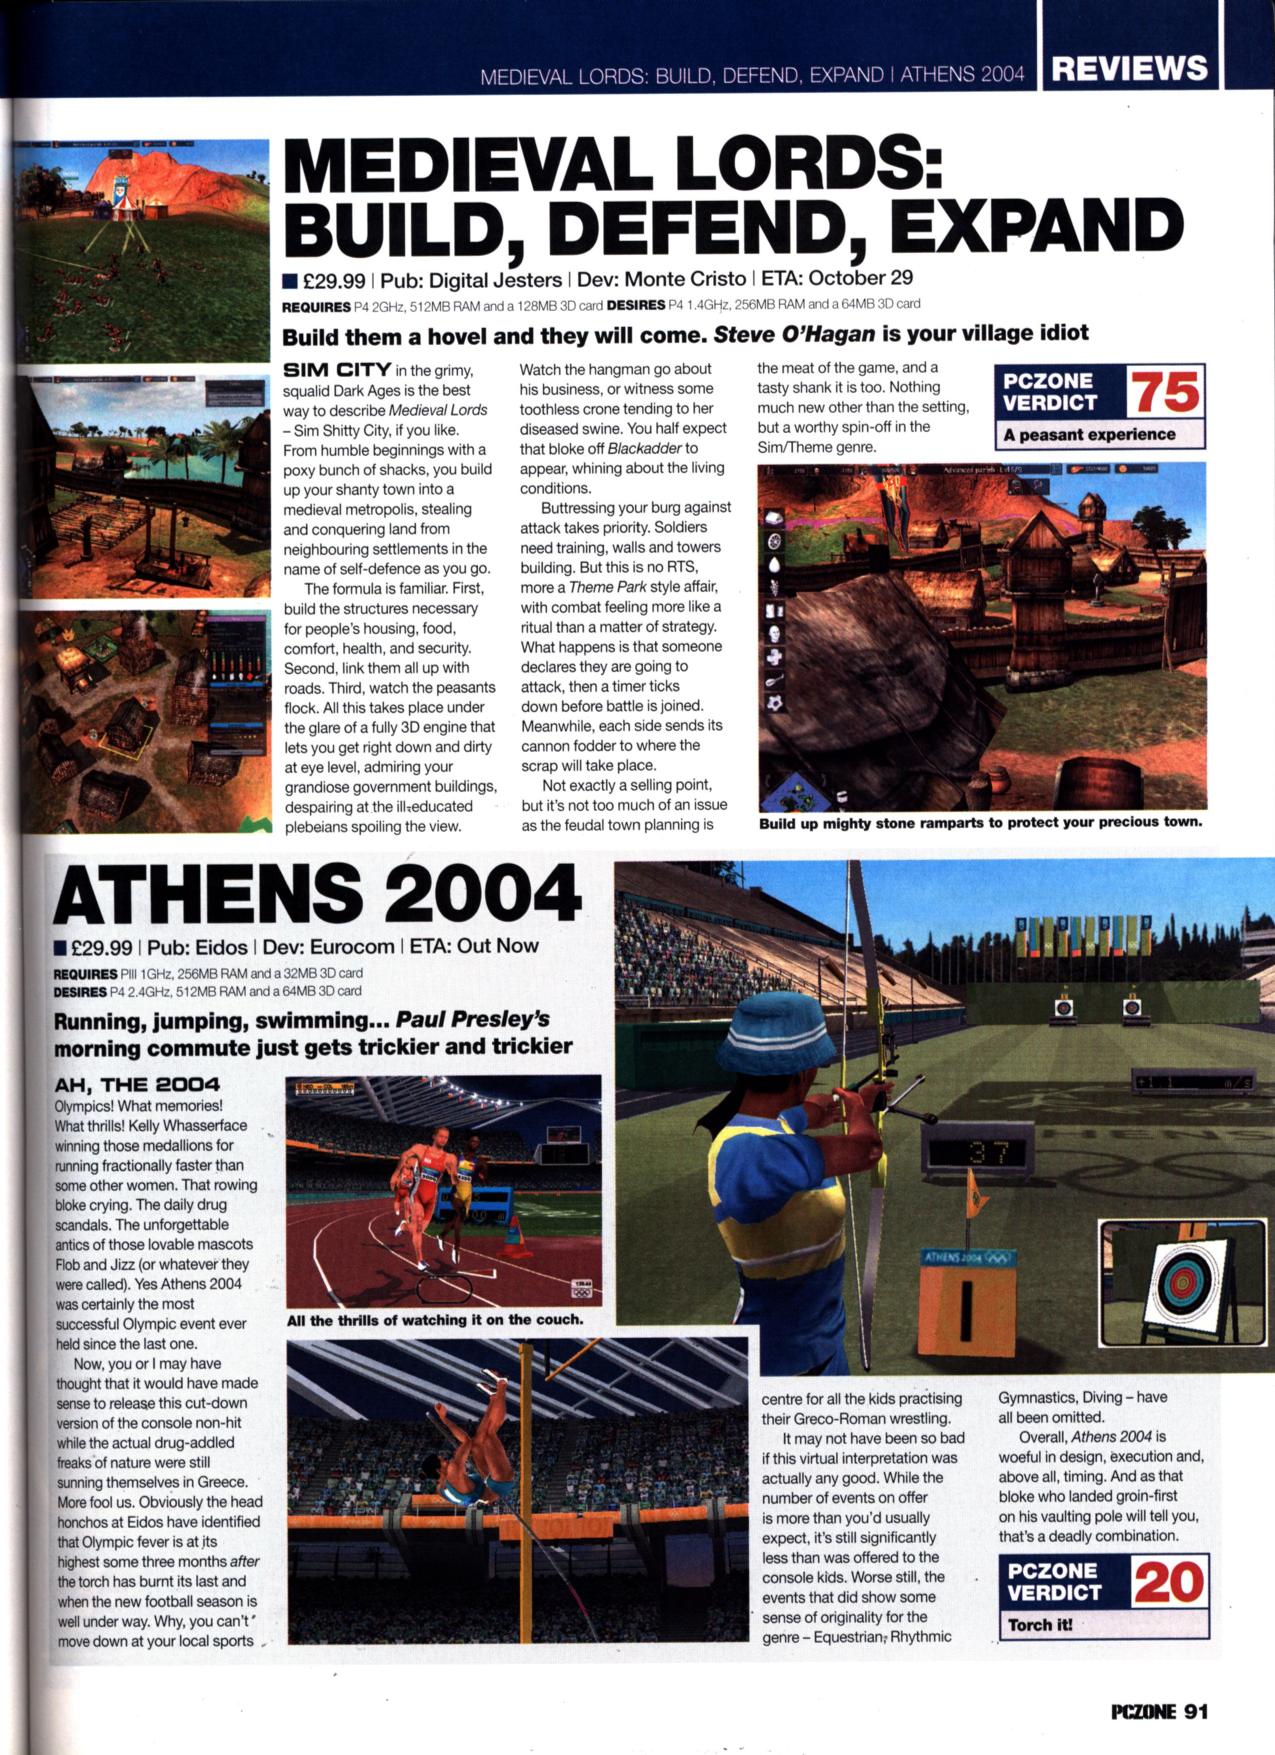 MEDIEVAL LORDS: BUILD, DEFEND, EXPAND | ATHENS 2004
REVIEWS
MEDIEVAL LORDS:
BUILD, DEFEND, EXPAND
£29.99 | Pub: Digital Jesters | Dev: Monte Cristo | ETA: October 29
REQUIRES P4 2GHz, 512MB RAM and a 128MB 3D card DESIRES P4 1.4GHz, 256MB RAM and a 64MB 3D card
Build them a hovel and they will come. Steve O'Hagan is your village idiot
SIM CITY in the grimy,
squalid Dark Ages is the best
way to describe Medieval Lords
– Sim Shitty City, if you like.
From humble beginnings with a
poxy bunch of shacks, you build
up your shanty town into a
medieval metropolis, stealing
and conquering land from
neighbouring settlements in the
name of self-defence as you go.
The formula is familiar. First,
build the structures necessary
for people's housing, food,
comfort, health, and security.
Second, link them all up with
roads. Third, watch the peasants
flock. All this takes place under
the glare of a fully 3D engine that
lets you get right down and dirty
at eye level, admiring your
grandiose government buildings,
despairing at the ill-educated
plebeians spoiling the view.
Watch the hangman go about
his business, or witness some
toothless crone tending to her
diseased swine. You half expect
that bloke off Blackadder to
appear, whining about the living
conditions.
Buttressing your burg against
attack takes priority. Soldiers
need training, walls and towers
building. But this is no RTS,
more a Theme Park style affair,
with combat feeling more like a
ritual than a matter of strategy.
What happens is that someone
declares they are going to
attack, then a timer ticks
down before battle is joined.
Meanwhile, each side sends its
cannon fodder to where the
scrap will take place.
Not exactly a selling point,
but it's not too much of an issue
as the feudal town planning is
the meat of the game, and a
tasty shank it is too. Nothing
much new other than the setting,
but a worthy spin-off in the
Sim/Theme genre.
PCZONE
VERDICT
75
A peasant experience
Build up mighty stone ramparts to protect your precious town.
ATHENS 2004
£29.99 | Pub: Eidos | Dev: Eurocom | ETA: Out Now
REQUIRES PIII 1GHz, 256MB RAM and a 32MB 3D card
DESIRES P4 2.4GHz, 512MB RAM and a 64MB 3D card
Running, jumping, swimming... Paul Presley's
morning commute just gets trickier and trickier
AH, THE 2004
Olympics! What memories!
What thrills! Kelly Whasserface
winning those medallions for
running fractionally faster than
some other women. That rowing
bloke crying. The daily drug
scandals. The unforgettable
antics of those lovable mascots
Flob and Jizz (or whatever they
were called). Yes Athens 2004
was certainly the most
successful Olympic event ever
held since the last one.
Now, you or I may have
thought that it would have made
sense to release this cut-down
version of the console non-hit
while the actual drug-addled
freaks of nature were still
sunning themselves in Greece.
More fool us. Obviously the head
honchos at Eidos have identified
that Olympic fever is at its
highest some three months after
the torch has burnt its last and
when the new football season is
well under way. Why, you can't
move down at your local sports
All the thrills of watching it on the couch.
37
ATHENS 2004
1
centre for all the kids practising
their Greco-Roman wrestling.
It may not have been so bad
if this virtual interpretation was
actually any good. While the
number of events on offer
is more than you'd usually
expect, it's still significantly
less than was offered to the
console kids. Worse still, the
events that did show some
sense of originality for the
genre – Equestrian, Rhythmic
Gymnastics, Diving – have
all been omitted.
Overall, Athens 2004 is
woeful in design, execution and,
above all, timing. And as that
bloke who landed groin-first
on his vaulting pole will tell you,
that's a deadly combination.
PCZONE
VERDICT
20
Torch it!
PCZONE 91